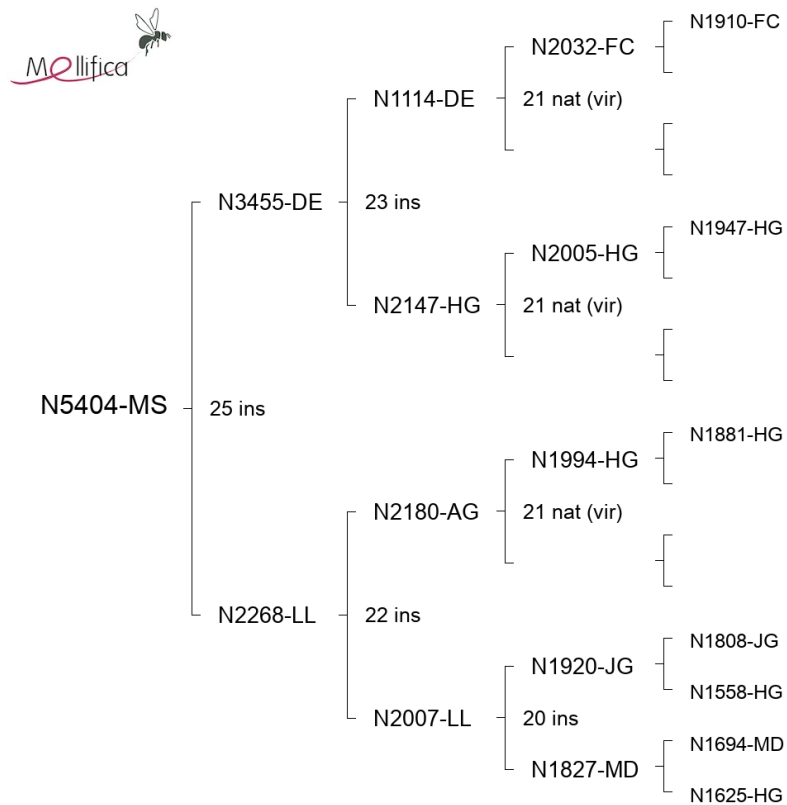 Mellifica
N1910-FC
N2032-FC
N1114-DE
21 nat (vir)
N3455-DE
23 ins
N1947-HG
N2005-HG
N2147-HG
21 nat (vir)
N5404-MS
25 ins
N1881-HG
N1994-HG
N2180-AG
21 nat (vir)
N2268-LL
22 ins
N1808-JG
N1920-JG
N1558-HG
N2007-LL
20 ins
N1694-MD
N1827-MD
N1625-HG